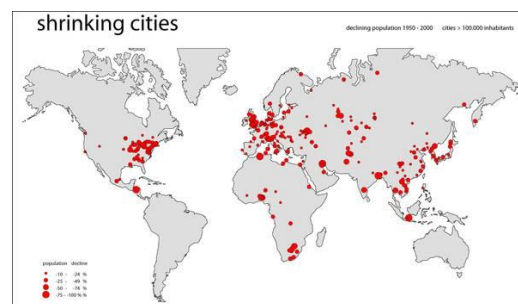 shrinking cities
declining population 1950 - 2000 cities > 100.000 inhabitants
population decline
-10 - -24 %
-25 - -49 %
-50 - -74 %
-75 - -100 %